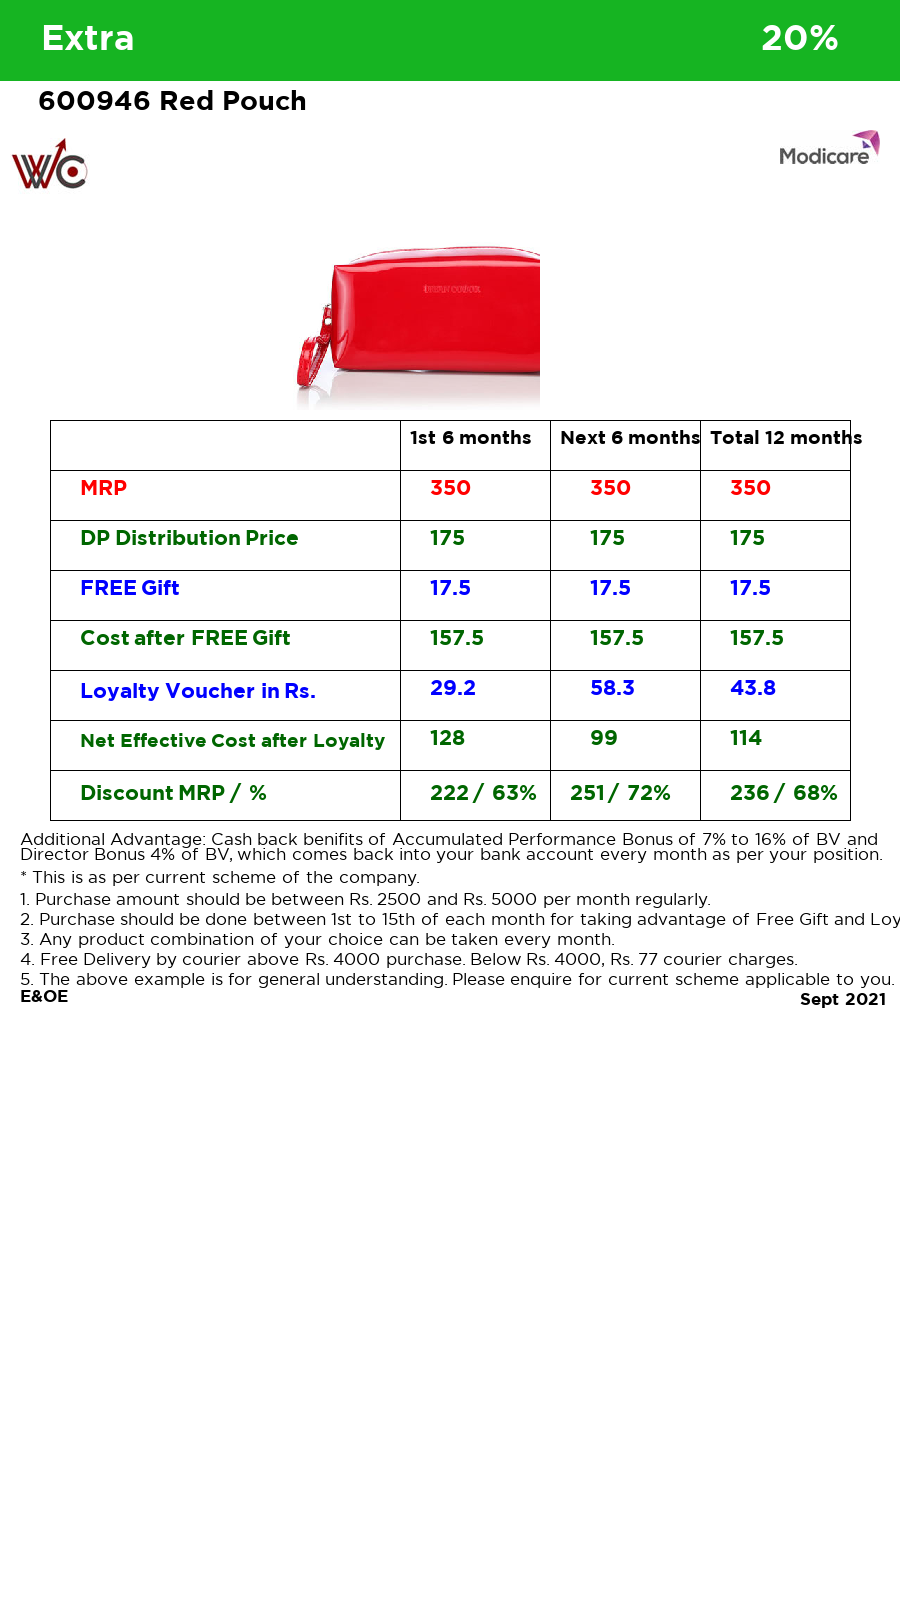 Extra 20%
600946 Red Pouch
WC
Modicare
1st 6 months Next 6 months Total 12 months
MRP 350 350 350
DP Distribution Price 175 175 175
FREE Gift 17.5 17.5 17.5
Cost after FREE Gift 157.5 157.5 157.5
Loyalty Voucher in Rs. 29.2 58.3 43.8
Net Effective Cost after Loyalty 128 99 114
Discount MRP / % 222 / 63% 251 / 72% 236 / 68%
Additional Advantage: Cash back benifits of Accumulated Performance Bonus of 7% to 16% of BV and
Director Bonus 4% of BV, which comes back into your bank account every month as per your position.
* This is as per current scheme of the company.
1. Purchase amount should be between Rs. 2500 and Rs. 5000 per month regularly.
2. Purchase should be done between 1st to 15th of each month for taking advantage of Free Gift and Loy
3. Any product combination of your choice can be taken every month.
4. Free Delivery by courier above Rs. 4000 purchase. Below Rs. 4000, Rs. 77 courier charges.
5. The above example is for general understanding. Please enquire for current scheme applicable to you.
E&OE
Sept 2021